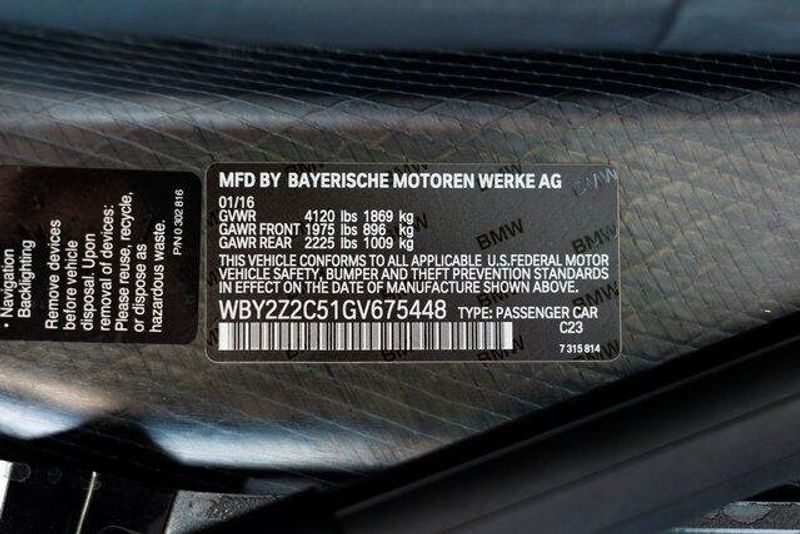 MFD BY BAYERISCHE MOTOREN WERKE AG
01/16
GVWR 4120 lbs 1869 kg
GAWR FRONT 1975 lbs 896 kg
GAWR REAR 2225 lbs 1009 kg
THIS VEHICLE CONFORMS TO ALL APPLICABLE U.S.FEDERAL MOTOR
VEHICLE SAFETY, BUMPER AND THEFT PREVENTION STANDARDS
IN EFFECT ON THE DATE OF MANUFACTURE SHOWN ABOVE.
WBY2Z2C51GV675448 TYPE: PASSENGER CAR
C23
7 315 814
BMW
BMW
BMW
• Navigation
Backlighting
Remove devices
before vehicle
disposal. Upon
removal of devices:
Please reuse, recycle,
or dispose as
hazardous waste.
P/N 0 302 816